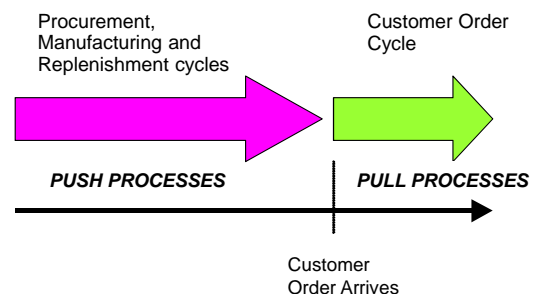 Procurement,
Manufacturing and
Replenishment cycles
Customer Order
Cycle
PUSH PROCESSES
PULL PROCESSES
Customer
Order Arrives